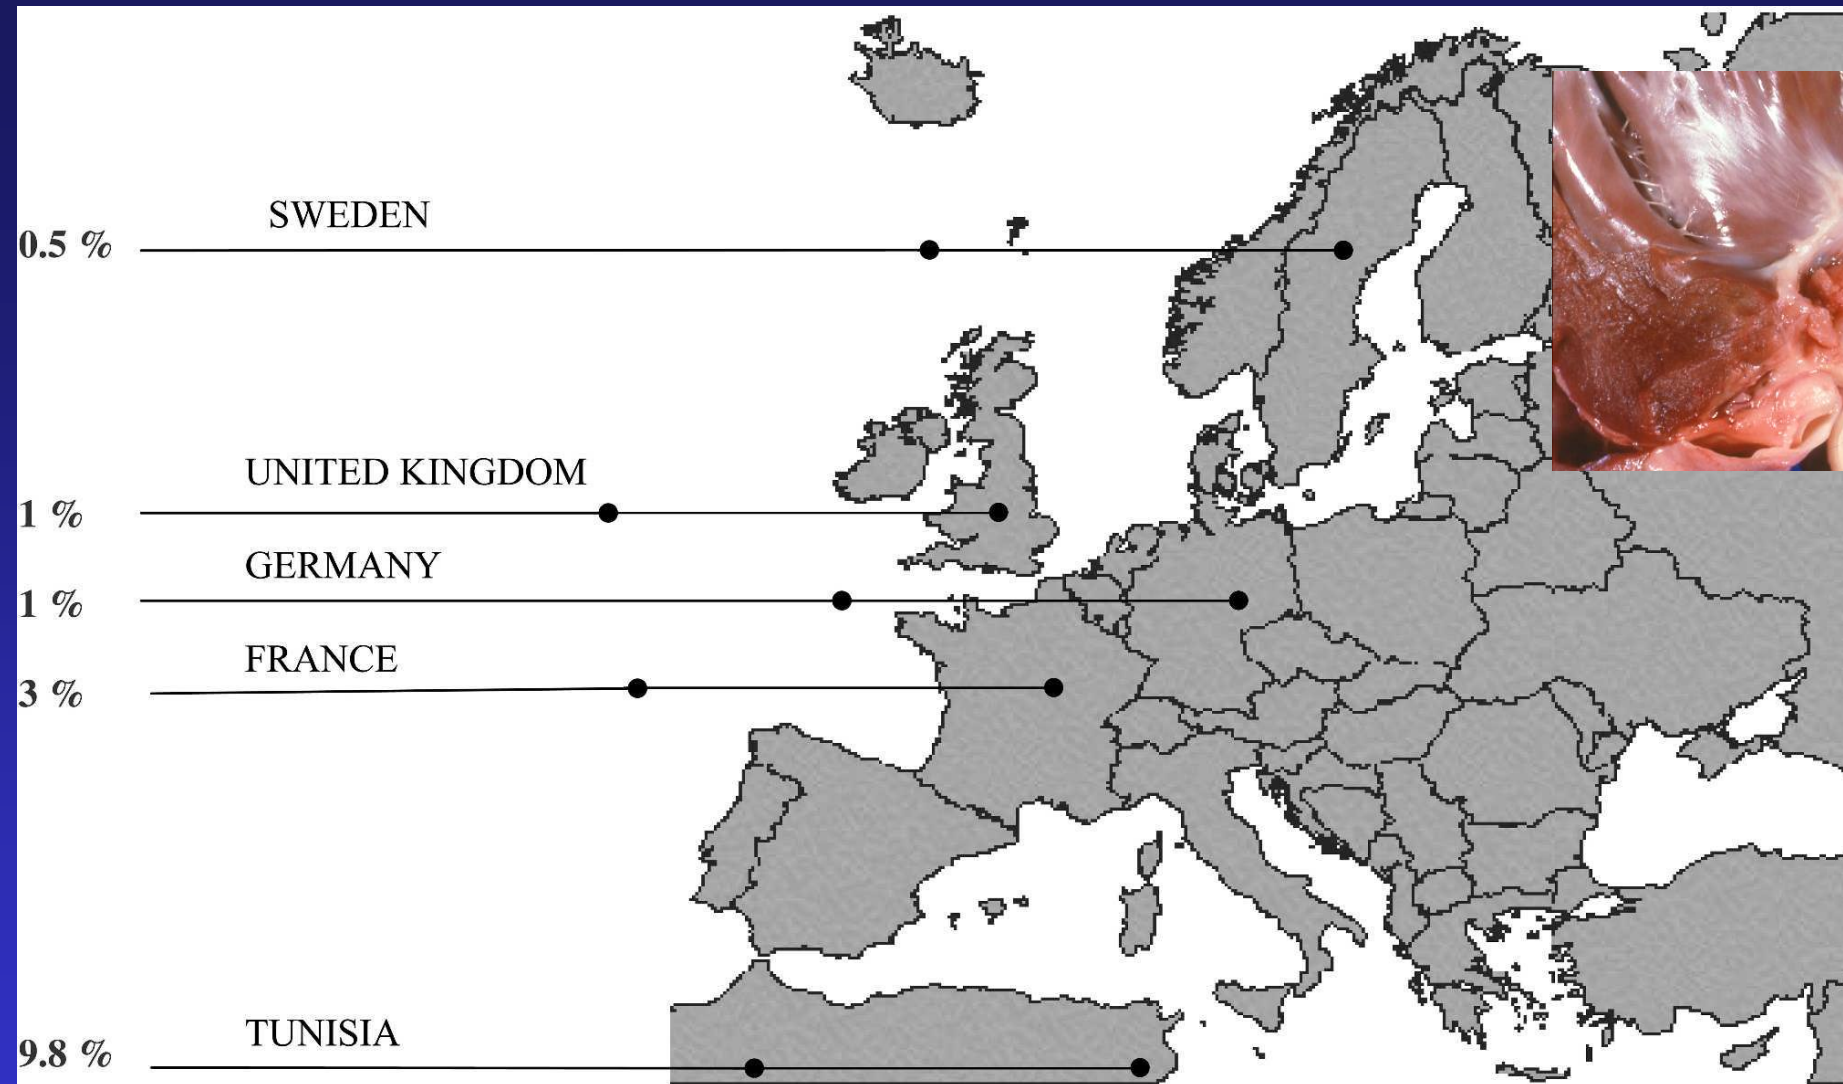 SWEDEN
0.5 %
UNITED KINGDOM
1 %
GERMANY
1 %
FRANCE
3 %
TUNISIA
9.8 %